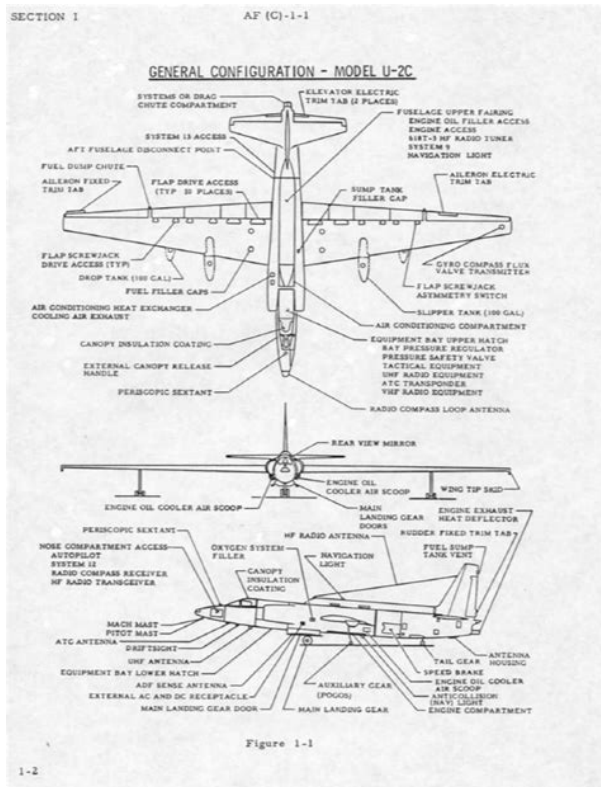 SECTION I
AF (C)-1-1
GENERAL CONFIGURATION - MODEL U-2C
SYSTEMS OR DRAG
CHUTE COMPARTMENT
ELEVATOR ELECTRIC
TRIM TAB (2 PLACES)
FUSELAGE UPPER FAIRING
ENGINE OIL FILLER ACCESS
ENGINE ACCESS
618T-3 HF RADIO TUNER
SYSTEM 9
NAVIGATION LIGHT
SYSTEM 13 ACCESS
AFT FUSELAGE DISCONNECT POINT
FUEL DUMP CHUTE
AILERON FIXED
TRIM TAB
FLAP DRIVE ACCESS
(TYP 10 PLACES)
SUMP TANK
FILLER CAP
AILERON ELECTRIC
TRIM TAB
FLAP SCREWJACK
DRIVE ACCESS (TYP)
DROP TANK (100 GAL)
FUEL FILLER CAPS
GYRO COMPASS FLUX
VALVE TRANSMITTER
FLAP SCREWJACK
ASYMMETRY SWITCH
SLIPPER TANK (100 GAL)
AIR CONDITIONING HEAT EXCHANGER
COOLING AIR EXHAUST
AIR CONDITIONING COMPARTMENT
CANOPY INSULATION COATING
EXTERNAL CANOPY RELEASE
HANDLE
PERISCOPIC SEXTANT
EQUIPMENT BAY UPPER HATCH
BAY PRESSURE REGULATOR
PRESSURE SAFETY VALVE
TACTICAL EQUIPMENT
UHF RADIO EQUIPMENT
ATC TRANSPONDER
VHF RADIO EQUIPMENT
RADIO COMPASS LOOP ANTENNA
REAR VIEW MIRROR
ENGINE OIL
COOLER AIR SCOOP
WING TIP SKID
ENGINE OIL COOLER AIR SCOOP
MAIN
LANDING GEAR
DOORS
ENGINE EXHAUST
HEAT DEFLECTOR
RUDDER FIXED TRIM TAB
PERISCOPIC SEXTANT
NOSE COMPARTMENT ACCESS
AUTOPILOT
SYSTEM 12
RADIO COMPASS RECEIVER
HF RADIO TRANSCEIVER
OXYGEN SYSTEM
FILLER
CANOPY
INSULATION
COATING
HF RADIO ANTENNA
NAVIGATION
LIGHT
FUEL SUMP
TANK VENT
MACH MAST
PITOT MAST
ATC ANTENNA
DRIFTSIGHT
UHF ANTENNA
EQUIPMENT BAY LOWER HATCH
ADF SENSE ANTENNA
EXTERNAL AC AND DC RECEPTACLE
MAIN LANDING GEAR DOOR
MAIN LANDING GEAR
AUXILIARY GEAR
(POGOS)
TAIL GEAR
ANTENNA
HOUSING
SPEED BRAKE
ENGINE OIL COOLER
AIR SCOOP
ANTICOLLISION
(NAV) LIGHT
ENGINE COMPARTMENT
Figure 1-1
1-2